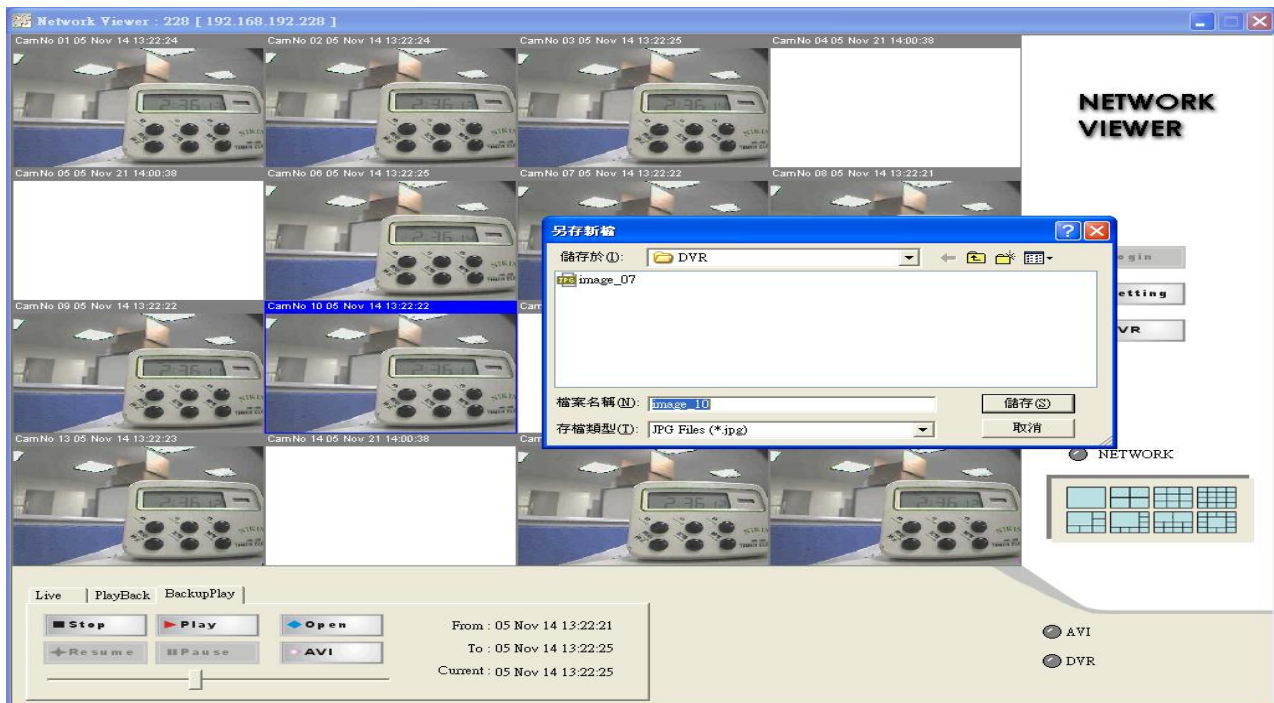 Network Viewer : 228 [ 192.168.192.228 ]
CamNo 01 05 Nov 14 13:22:24
CamNo 02 05 Nov 14 13:22:24
CamNo 03 05 Nov 14 13:22:25
CamNo 04 05 Nov 21 14:00:38
NETWORK
VIEWER
CamNo 05 05 Nov 21 14:00:38
CamNo 06 05 Nov 14 13:22:25
CamNo 07 05 Nov 14 13:22:22
CamNo 08 05 Nov 14 13:22:21
另存新檔
儲存於(I):
DVR
image_07
檔案名稱(N):
image_10
儲存(S)
存檔類型(T):
JPG Files (*.jpg)
取消
ogin
etting
VR
CamNo 09 05 Nov 14 13:22:22
CamNo 10 05 Nov 14 13:22:22
Cam
CamNo 13 05 Nov 14 13:22:23
CamNo 14 05 Nov 21 14:00:38
Cam
NETWORK
Live
PlayBack
BackupPlay
Stop
Play
Open
Resume
Pause
AVI
From : 05 Nov 14 13:22:21
To : 05 Nov 14 13:22:25
Current : 05 Nov 14 13:22:25
AVI
DVR